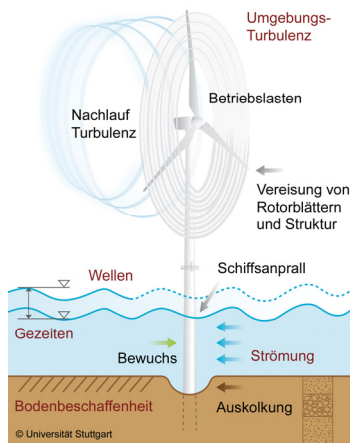 Umgebungs-
Turbulenz
Nachlauf
Turbulenz
Betriebslasten
Vereisung von
Rotorblättern
und Struktur
Wellen
Schiffsanprall
Gezeiten
Bewuchs
Strömung
Bodenbeschaffenheit
Auskolkung
© Universität Stuttgart